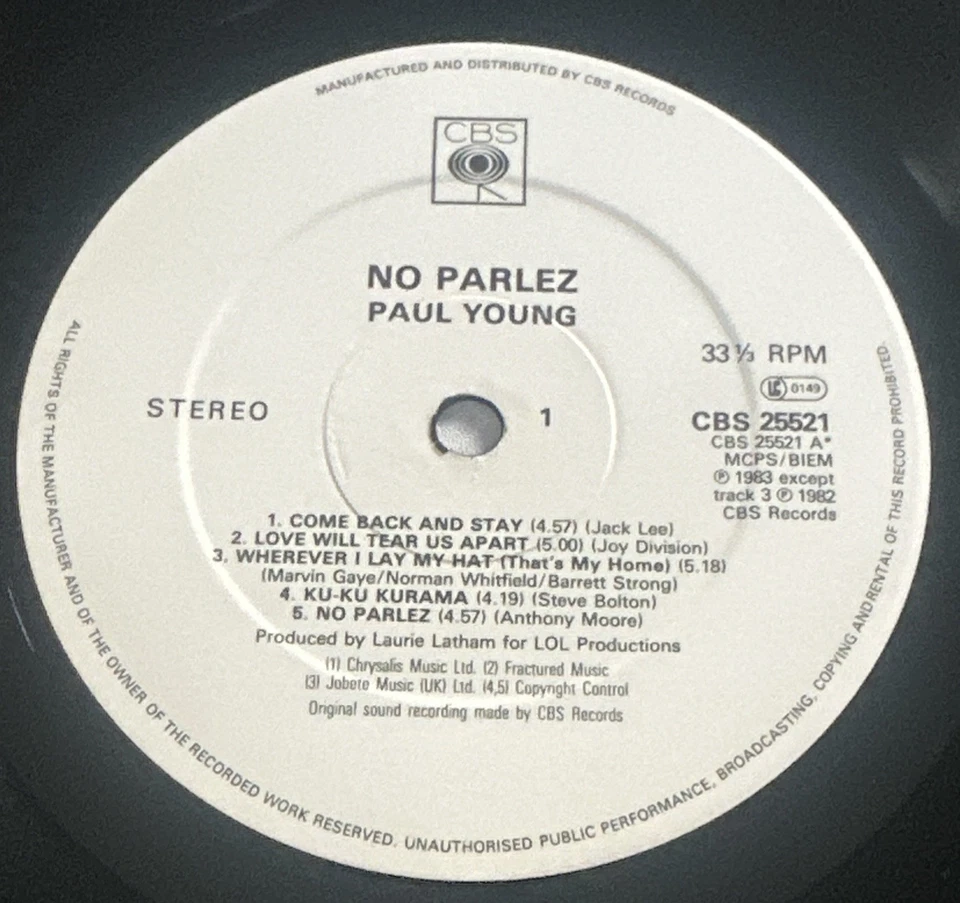 MANUFACTURED AND DISTRIBUTED BY CBS RECORDS
CBS
NO PARLEZ
PAUL YOUNG
33⅓ RPM
LC 0149
STEREO
1
CBS 25521
CBS 25521 A*
MCPS/BIEM
℗ 1983 except
track 3 ℗ 1982
CBS Records
1. COME BACK AND STAY (4.57) (Jack Lee)
2. LOVE WILL TEAR US APART (5.00) (Joy Division)
3. WHEREVER I LAY MY HAT (That's My Home) (5.18)
(Marvin Gaye/Norman Whitfield/Barrett Strong)
4. KU-KU KURAMA (4.19) (Steve Bolton)
5. NO PARLEZ (4.57) (Anthony Moore)
Produced by Laurie Latham for LOL Productions
(1) Chrysalis Music Ltd. (2) Fractured Music
(3) Jobete Music (UK) Ltd. (4,5) Copyright Control
Original sound recording made by CBS Records
ALL RIGHTS OF THE MANUFACTURER AND OF THE OWNER OF THE RECORDED WORK RESERVED. UNAUTHORISED PUBLIC PERFORMANCE, BROADCASTING, COPYING AND RENTAL OF THIS RECORD PROHIBITED.